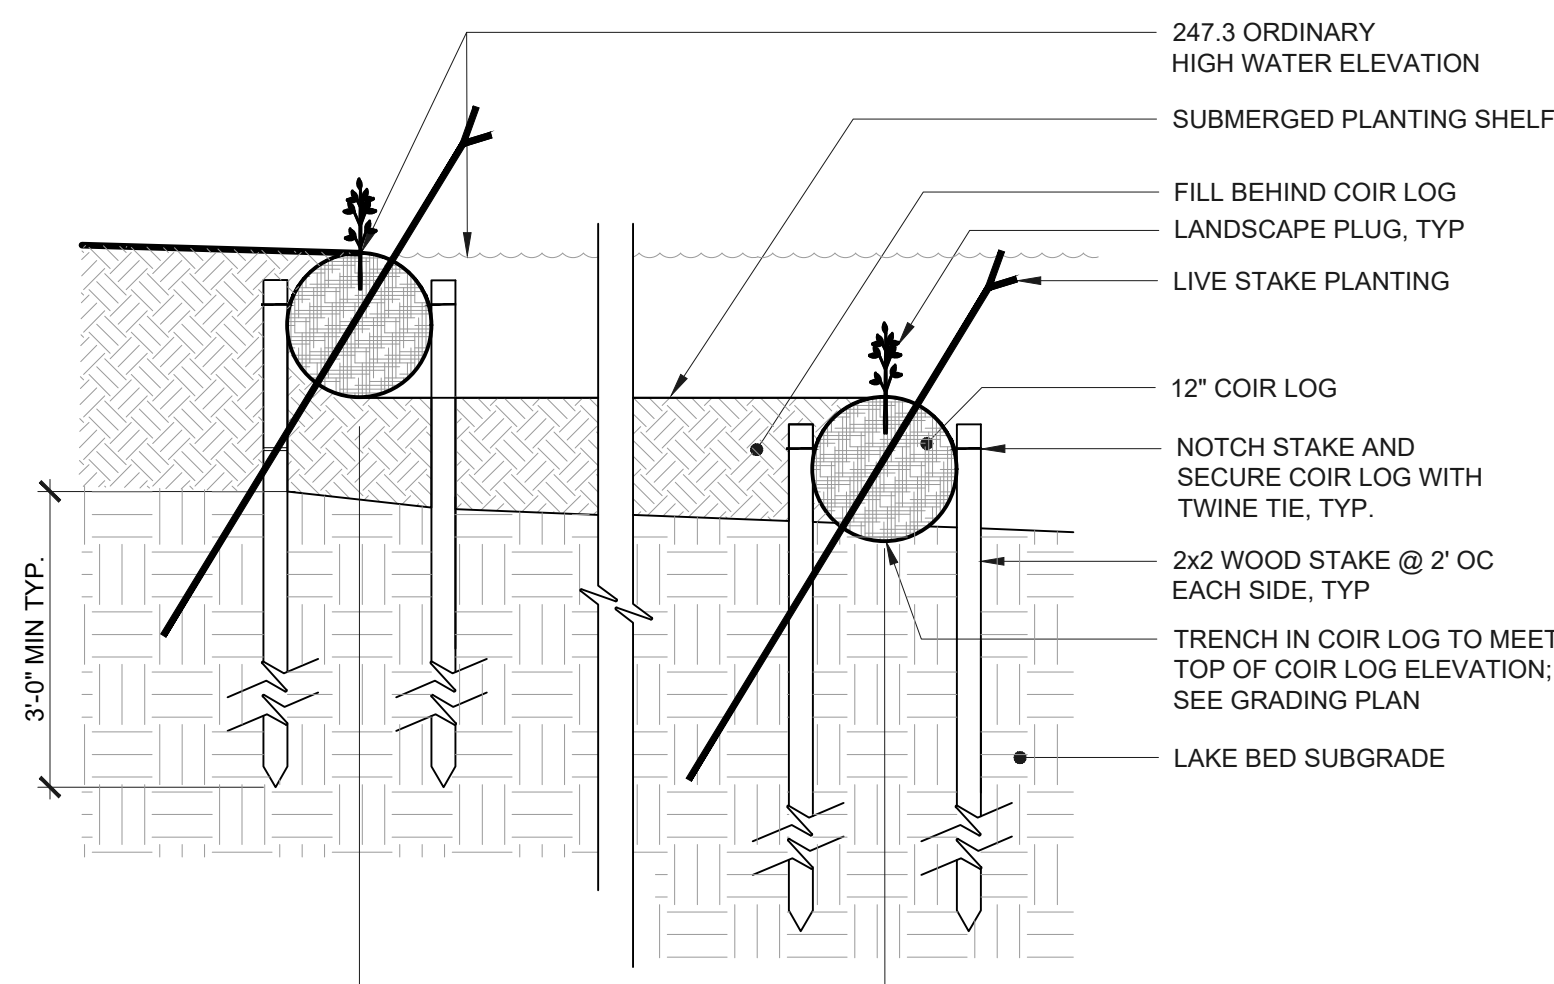 247.3 ORDINARY
HIGH WATER ELEVATION
SUBMERGED PLANTING SHELF
FILL BEHIND COIR LOG
LANDSCAPE PLUG, TYP
LIVE STAKE PLANTING
12" COIR LOG
NOTCH STAKE AND
SECURE COIR LOG WITH
TWINE TIE, TYP.
2x2 WOOD STAKE @ 2' OC
EACH SIDE, TYP
TRENCH IN COIR LOG TO MEET
TOP OF COIR LOG ELEVATION;
SEE GRADING PLAN
LAKE BED SUBGRADE
3'-0" MIN TYP.